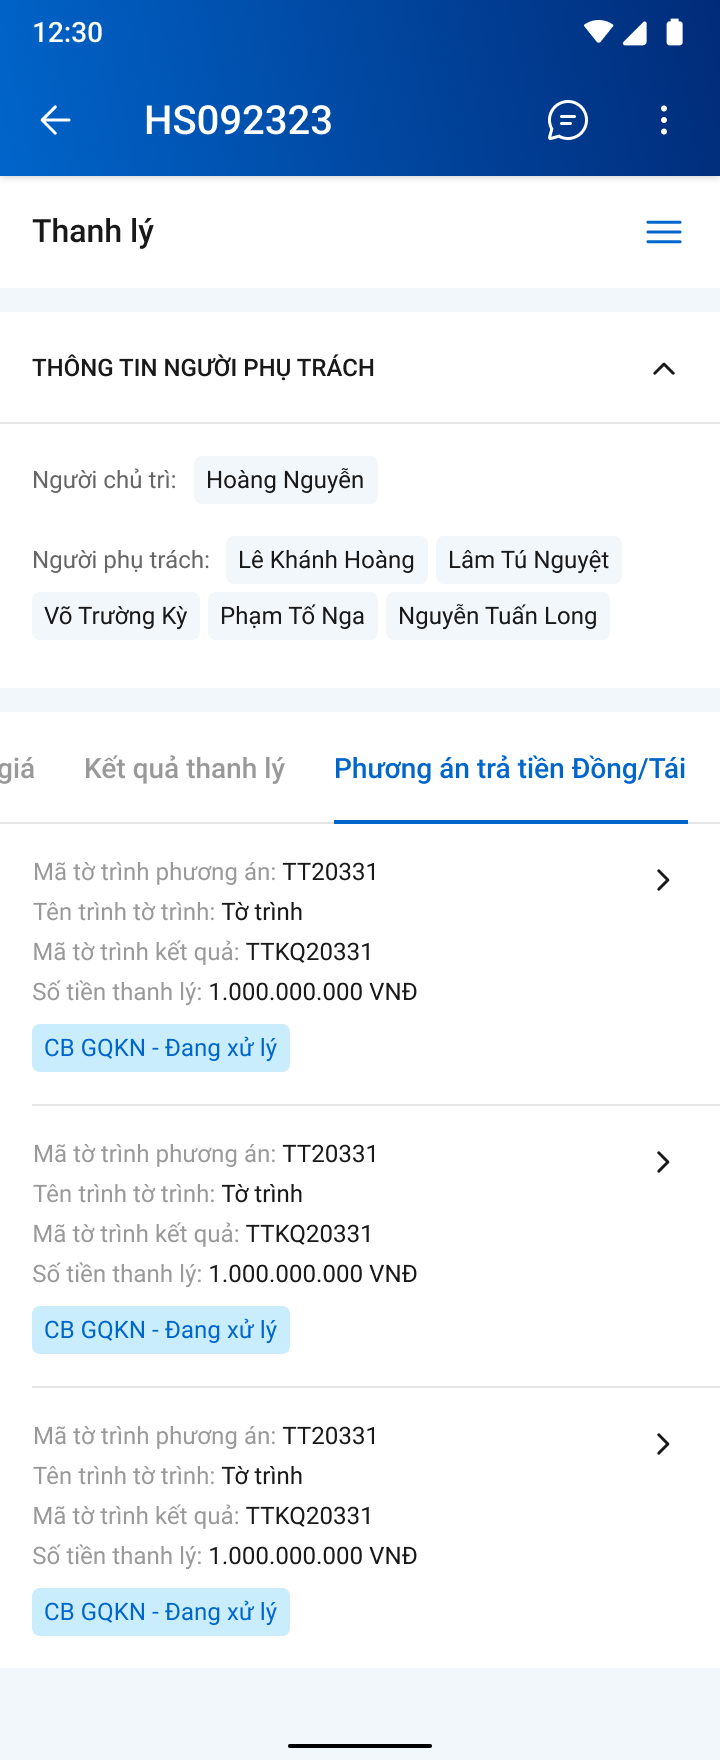 12:30
HS092323
Thanh lý
THÔNG TIN NGƯỜI PHỤ TRÁCH
Người chủ trì: Hoàng Nguyễn
Người phụ trách: Lê Khánh Hoàng Lâm Tú Nguyệt
Võ Trường Kỳ Phạm Tố Nga Nguyễn Tuấn Long
giá Kết quả thanh lý Phương án trả tiền Đồng/Tái
Mã tờ trình phương án: TT20331
Tên trình tờ trình: Tờ trình
Mã tờ trình kết quả: TTKQ20331
Số tiền thanh lý: 1.000.000.000 VNĐ
CB GQKN - Đang xử lý
Mã tờ trình phương án: TT20331
Tên trình tờ trình: Tờ trình
Mã tờ trình kết quả: TTKQ20331
Số tiền thanh lý: 1.000.000.000 VNĐ
CB GQKN - Đang xử lý
Mã tờ trình phương án: TT20331
Tên trình tờ trình: Tờ trình
Mã tờ trình kết quả: TTKQ20331
Số tiền thanh lý: 1.000.000.000 VNĐ
CB GQKN - Đang xử lý